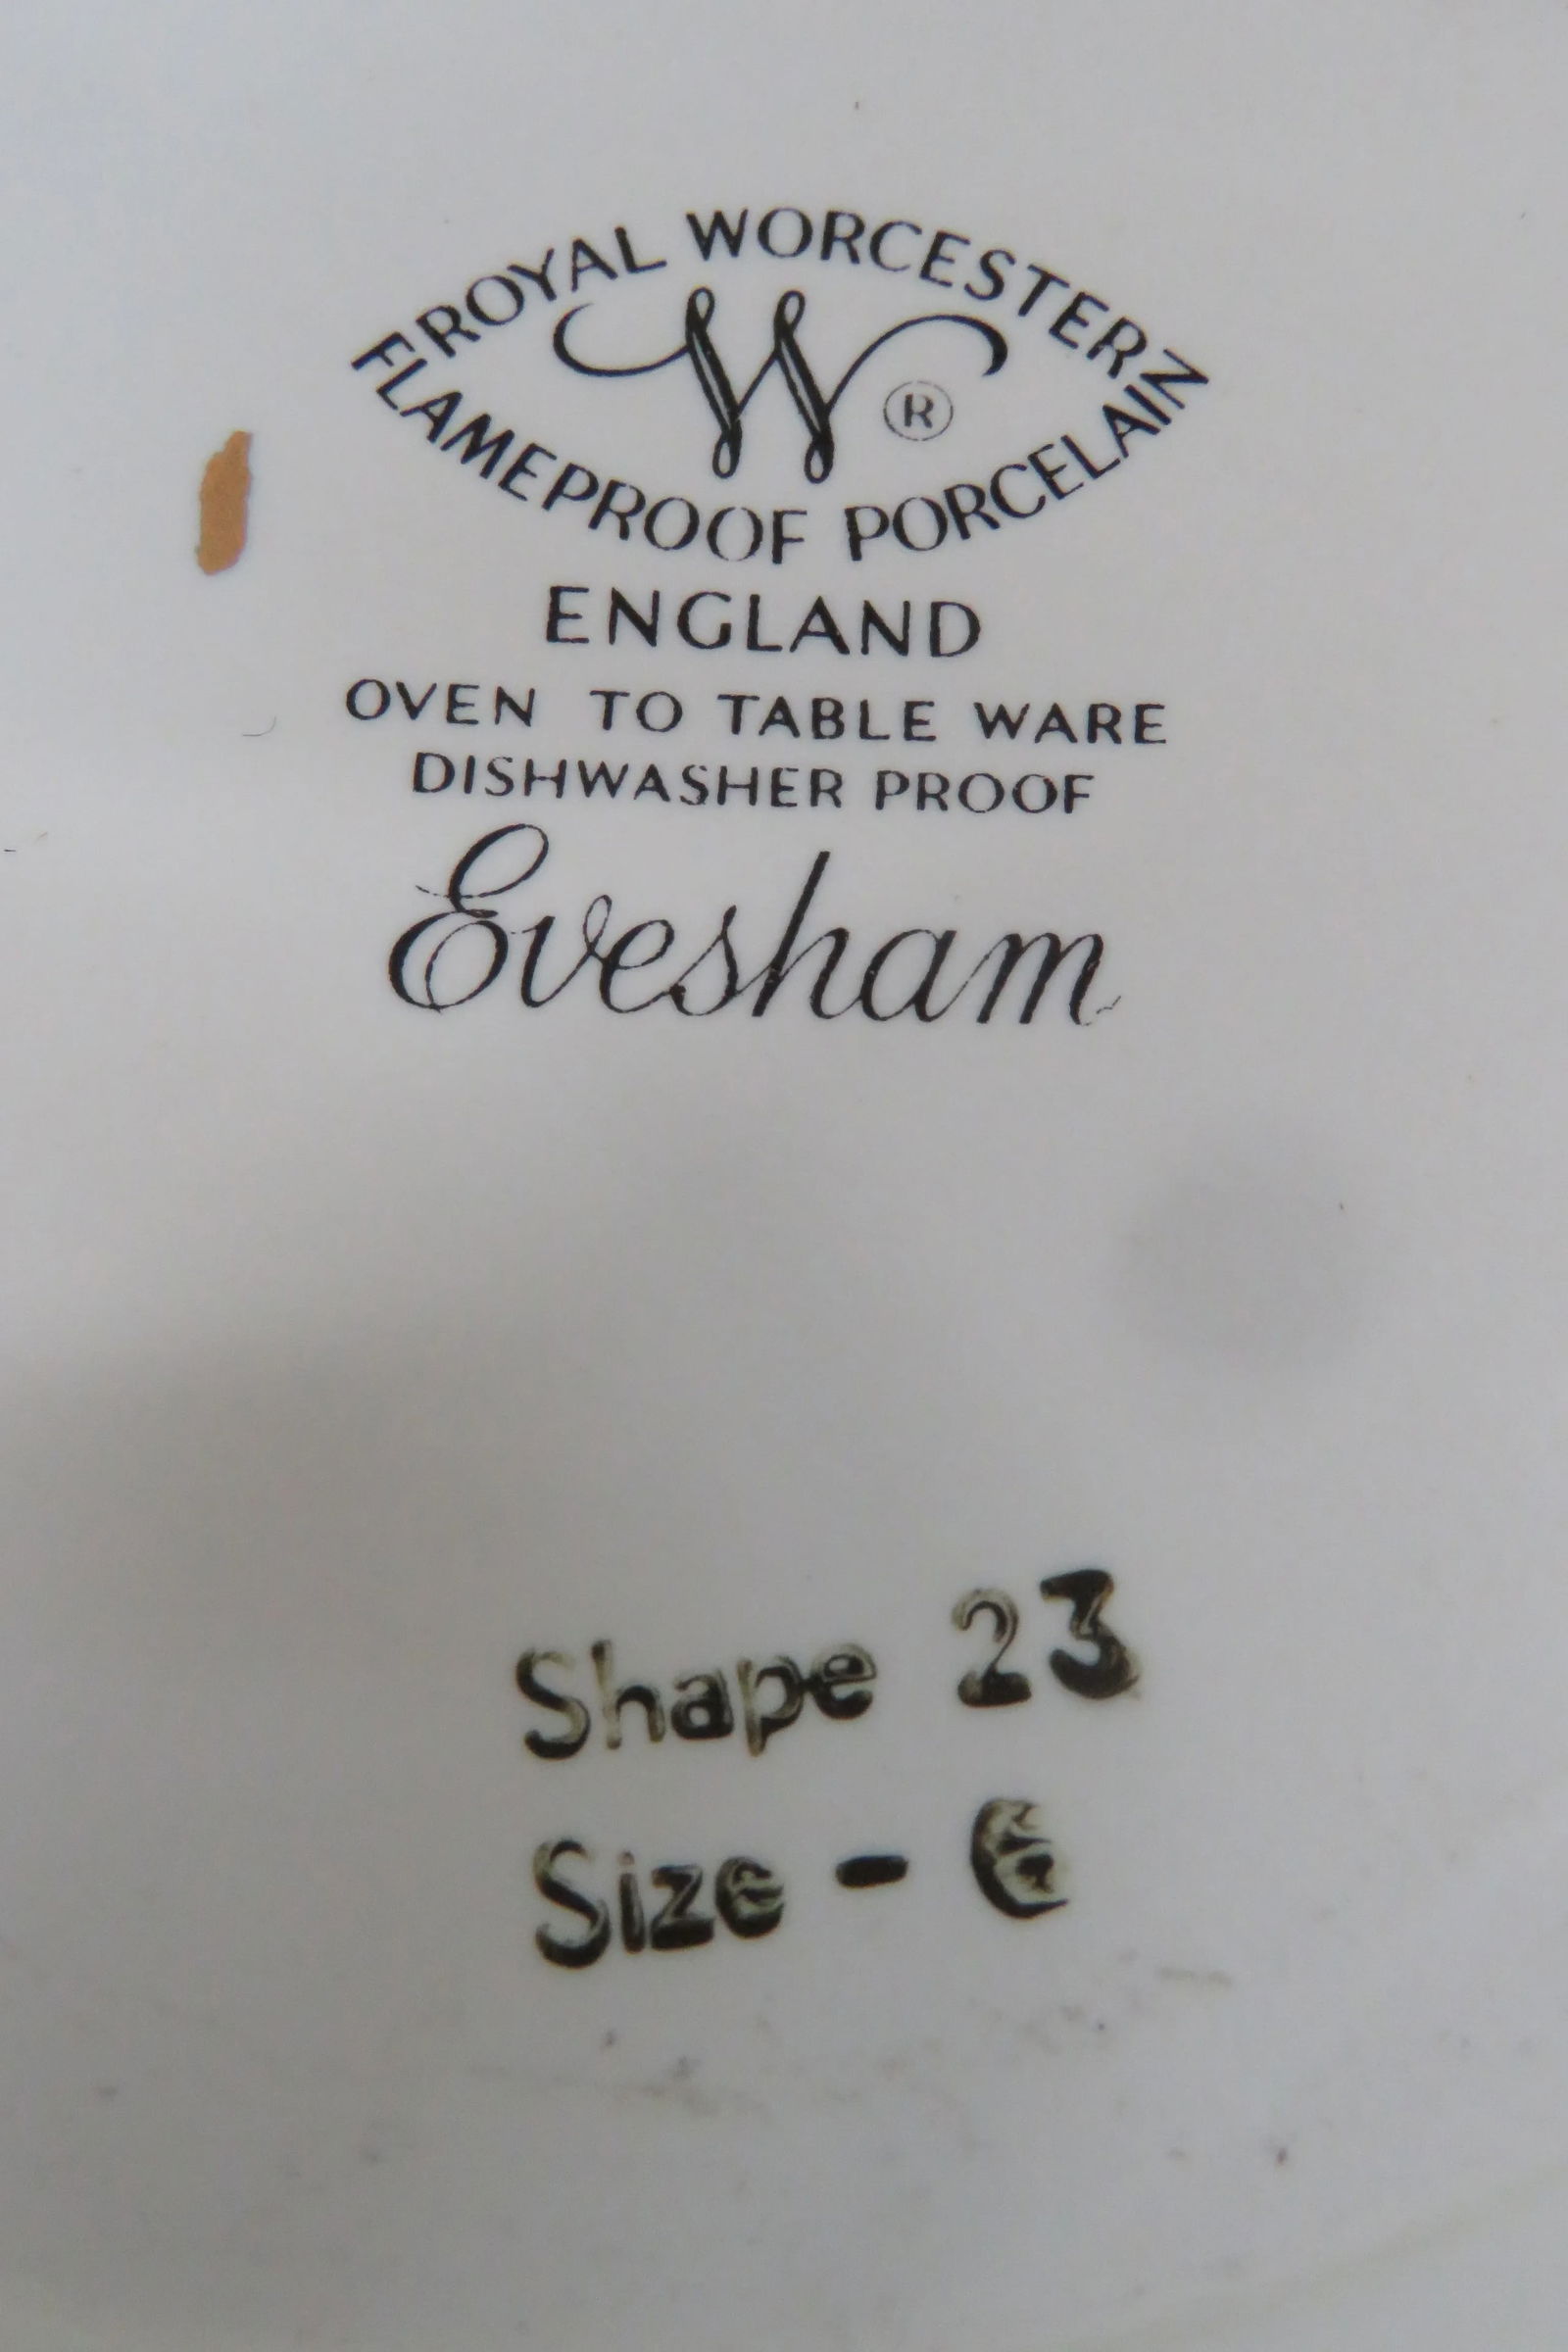 ROYAL WORCESTER
W ®
FLAMEPROOF PORCELAIN
ENGLAND
OVEN TO TABLE WARE
DISHWASHER PROOF
Evesham
Shape 23
Size - 6